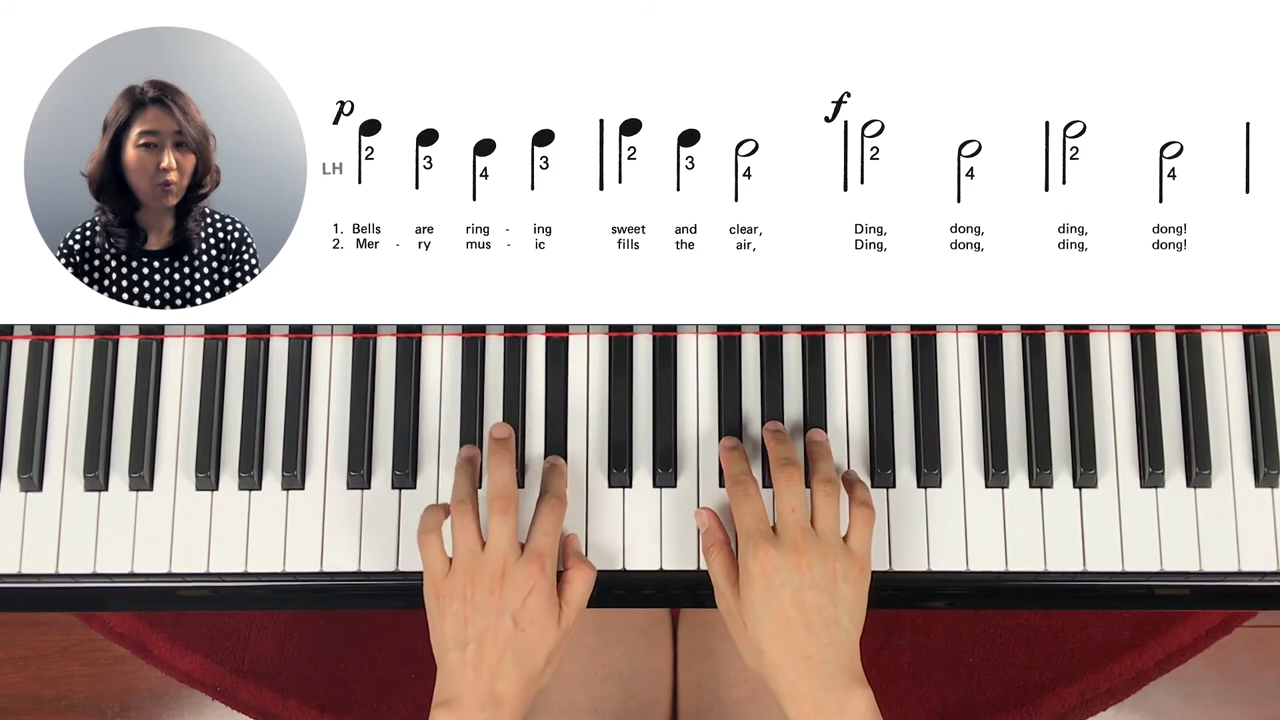 p f
2 3 4 3 2 3 4 2 4 2 4
LH
1. Bells are ring - ing sweet and clear, Ding, dong, ding, dong!
2. Mer - ry mus - ic fills the air, Ding, dong, ding, dong!